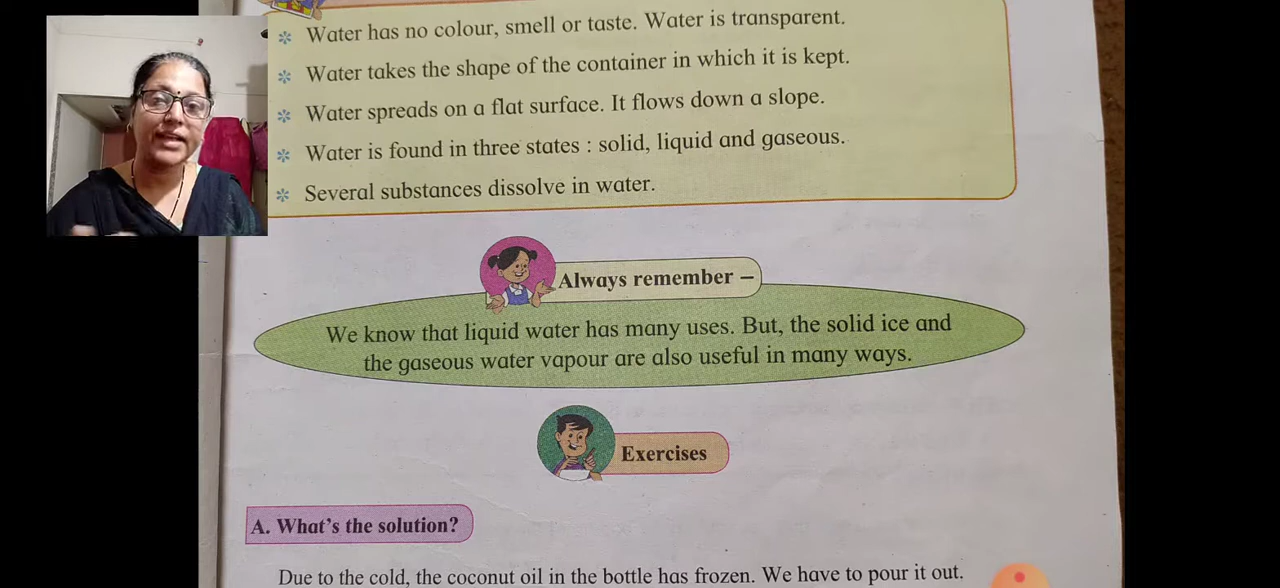 Water has no colour, smell or taste. Water is transparent.
Water takes the shape of the container in which it is kept.
Water spreads on a flat surface. It flows down a slope.
Water is found in three states : solid, liquid and gaseous.
Several substances dissolve in water.
Always remember –
We know that liquid water has many uses. But, the solid ice and
the gaseous water vapour are also useful in many ways.
Exercises
A. What's the solution?
Due to the cold, the coconut oil in the bottle has frozen. We have to pour it out.